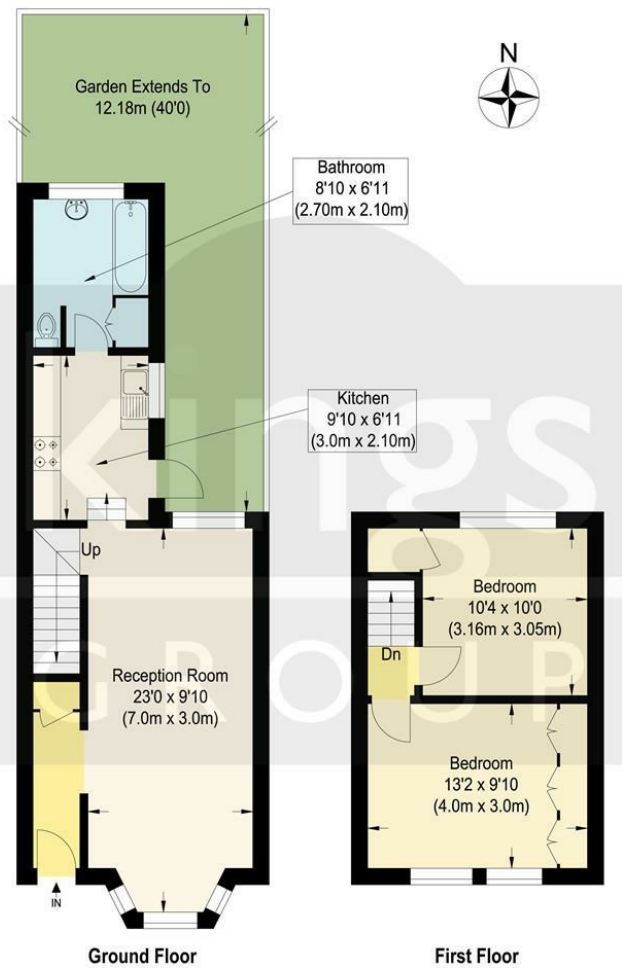 Garden Extends To
12.18m (40'0)
N
Bathroom
8'10 x 6'11
(2.70m x 2.10m)
Kitchen
9'10 x 6'11
(3.0m x 2.10m)
Up
Reception Room
23'0 x 9'10
(7.0m x 3.0m)
IN
Bedroom
10'4 x 10'0
(3.16m x 3.05m)
Dn
Bedroom
13'2 x 9'10
(4.0m x 3.0m)
kings
GROUP
Ground Floor
First Floor